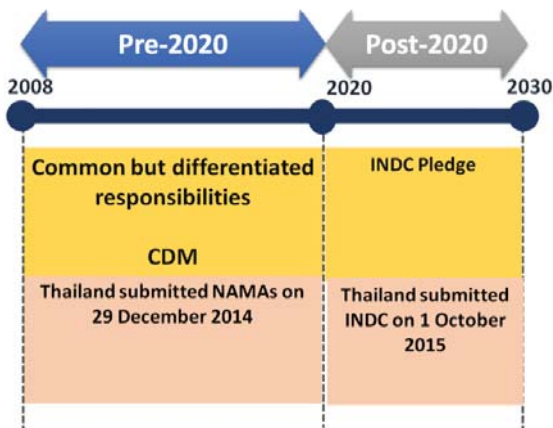 Pre-2020
Post-2020
2008
2020
2030
Common but differentiated
responsibilities
CDM
INDC Pledge
Thailand submitted NAMAs on
29 December 2014
Thailand submitted
INDC on 1 October
2015